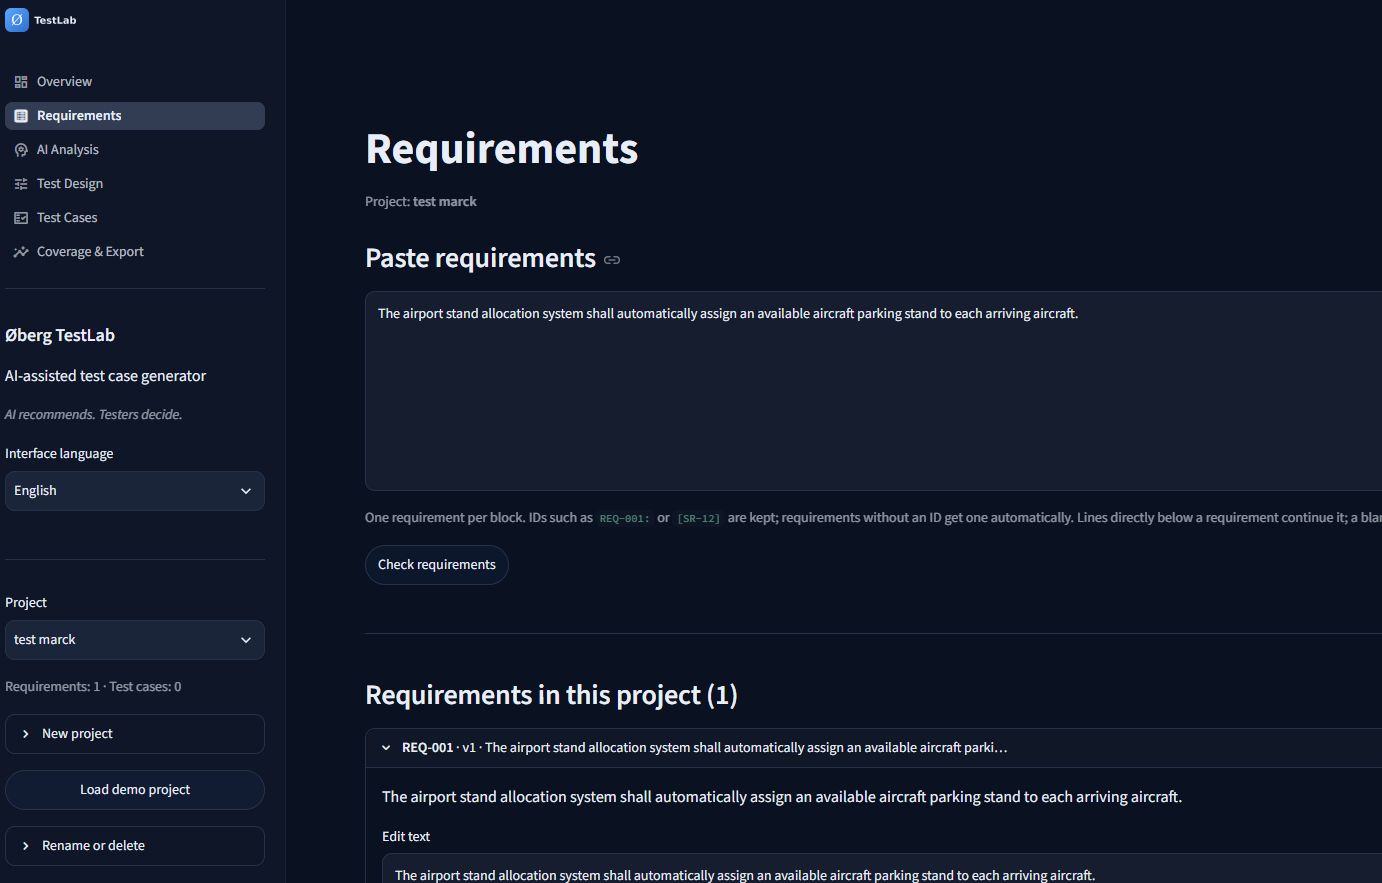 Ø TestLab
Overview
Requirements
AI Analysis
Test Design
Test Cases
Coverage & Export
Øberg TestLab
AI-assisted test case generator
AI recommends. Testers decide.
Interface language
English
Project
test marck
Requirements: 1 · Test cases: 0
New project
Load demo project
Rename or delete
Requirements
Project: test marck
Paste requirements
The airport stand allocation system shall automatically assign an available aircraft parking stand to each arriving aircraft.
One requirement per block. IDs such as REQ-001: or [SR-12] are kept; requirements without an ID get one automatically. Lines directly below a requirement continue it; a
Check requirements
Requirements in this project (1)
REQ-001 · v1 · The airport stand allocation system shall automatically assign an available aircraft parki…
The airport stand allocation system shall automatically assign an available aircraft parking stand to each arriving aircraft.
Edit text
The airport stand allocation system shall automatically assign an available aircraft parking stand to each arriving aircraft.